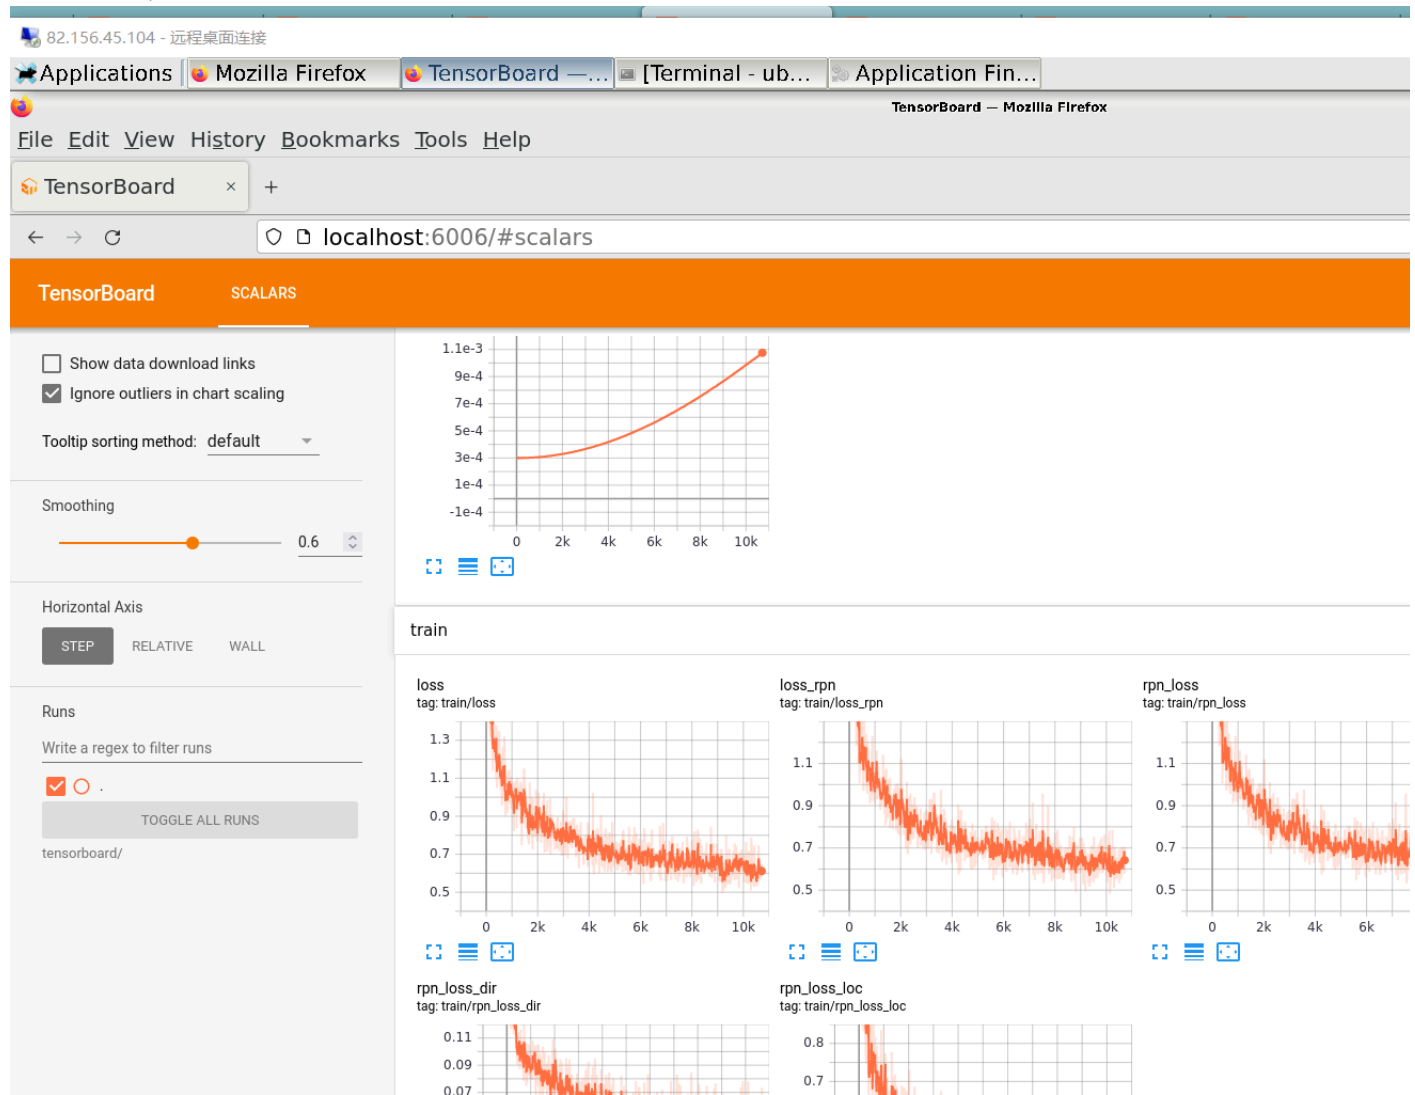 82.156.45.104 - 远程桌面连接
Applications Mozilla Firefox TensorBoard —... [Terminal - ub... Application Fin...
TensorBoard — Mozilla Firefox
File Edit View History Bookmarks Tools Help
TensorBoard × +
localhost:6006/#scalars
TensorBoard SCALARS
Show data download links
Ignore outliers in chart scaling
Tooltip sorting method: default
Smoothing
0.6
Horizontal Axis
STEP RELATIVE WALL
Runs
Write a regex to filter runs
.
TOGGLE ALL RUNS
tensorboard/
1.1e-3
9e-4
7e-4
5e-4
3e-4
1e-4
-1e-4
0 2k 4k 6k 8k 10k
train
loss
tag: train/loss
1.3
1.1
0.9
0.7
0.5
0 2k 4k 6k 8k 10k
loss_rpn
tag: train/loss_rpn
1.1
0.9
0.7
0.5
0 2k 4k 6k 8k 10k
rpn_loss
tag: train/rpn_loss
1.1
0.9
0.7
0.5
0 2k 4k 6k
rpn_loss_dir
tag: train/rpn_loss_dir
0.11
0.09
0.07
rpn_loss_loc
tag: train/rpn_loss_loc
0.8
0.7